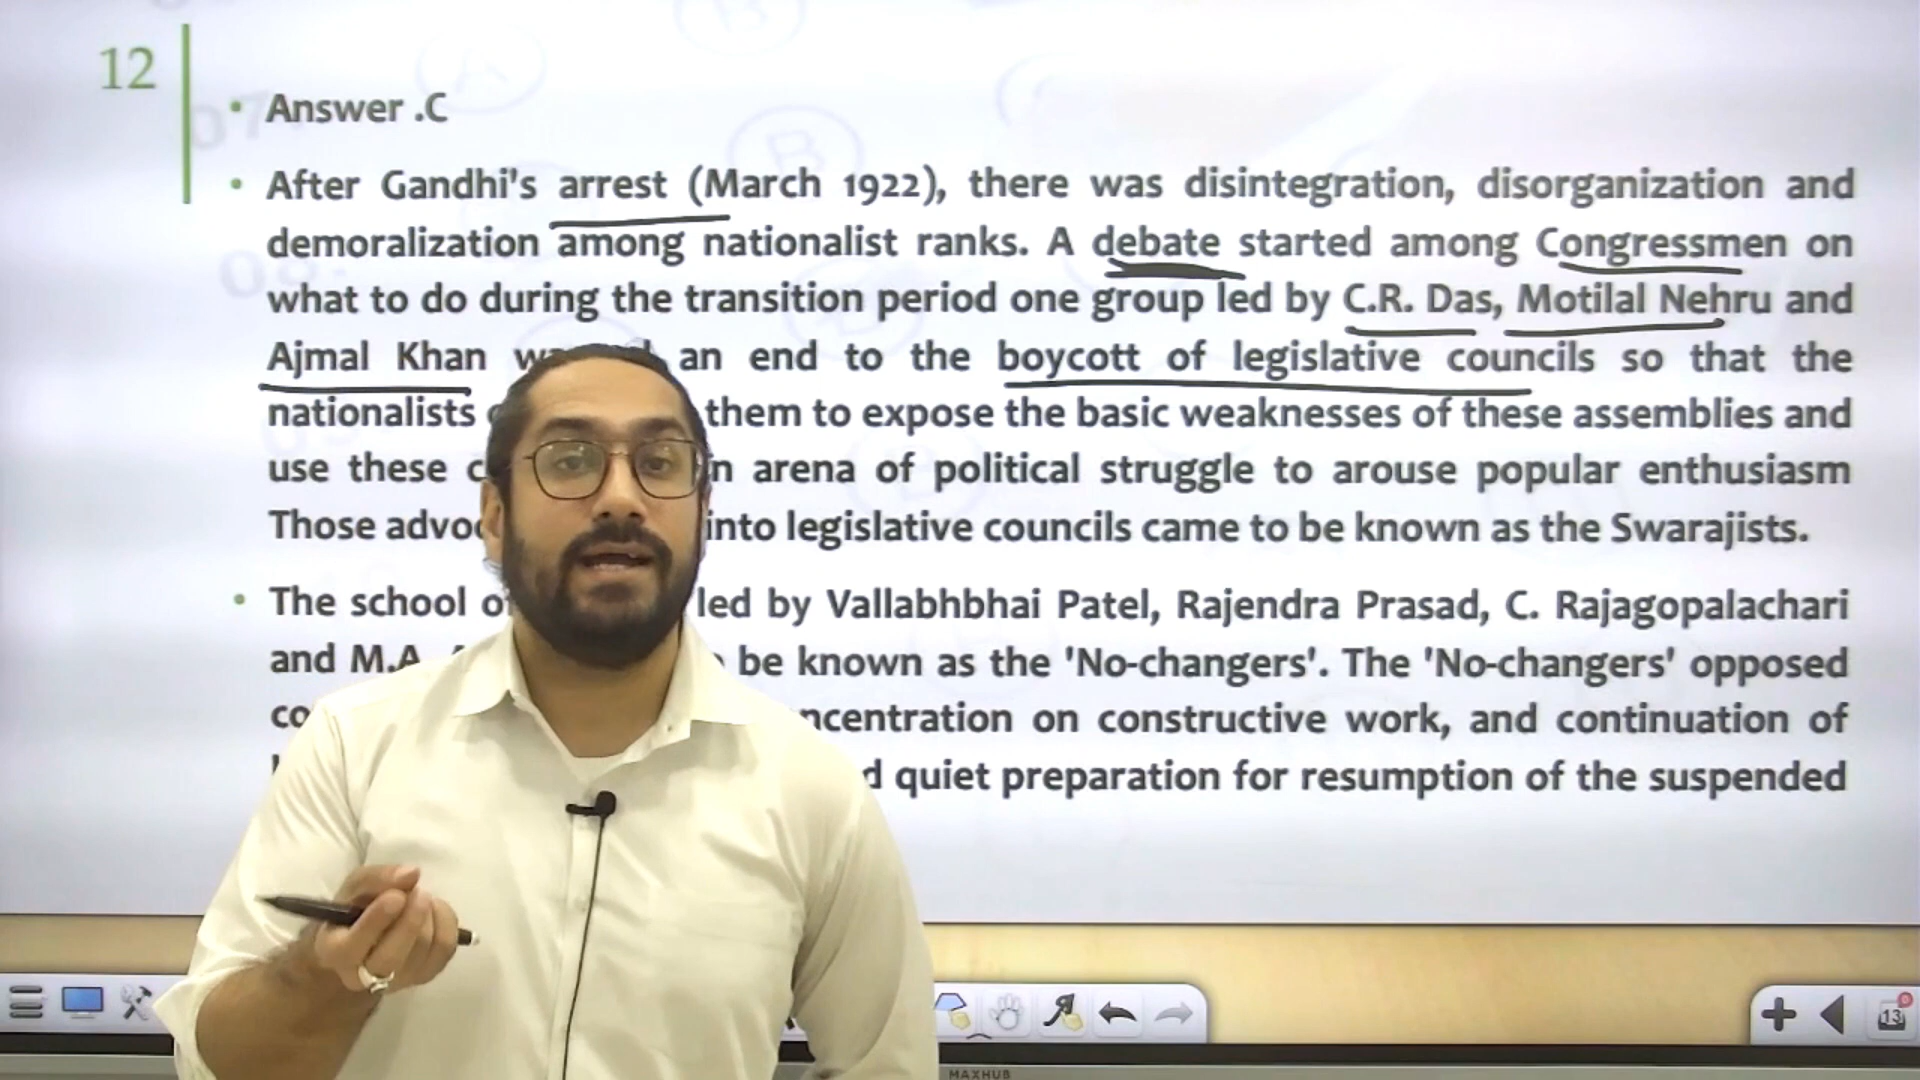 12
• Answer .C
• After Gandhi's arrest (March 1922), there was disintegration, disorganization and
demoralization among nationalist ranks. A debate started among Congressmen on
what to do during the transition period one group led by C.R. Das, Motilal Nehru and
Ajmal Khan an end to the boycott of legislative councils so that the
nationalists them to expose the basic weaknesses of these assemblies and
use these arena of political struggle to arouse popular enthusiasm
Those into legislative councils came to be known as the Swarajists.
• The school led by Vallabhbhai Patel, Rajendra Prasad, C. Rajagopalachari
and M.A. be known as the 'No-changers'. The 'No-changers' opposed
on constructive work, and continuation of
quiet preparation for resumption of the suspended
07
08
09
A
B
13
0
MAXHUB